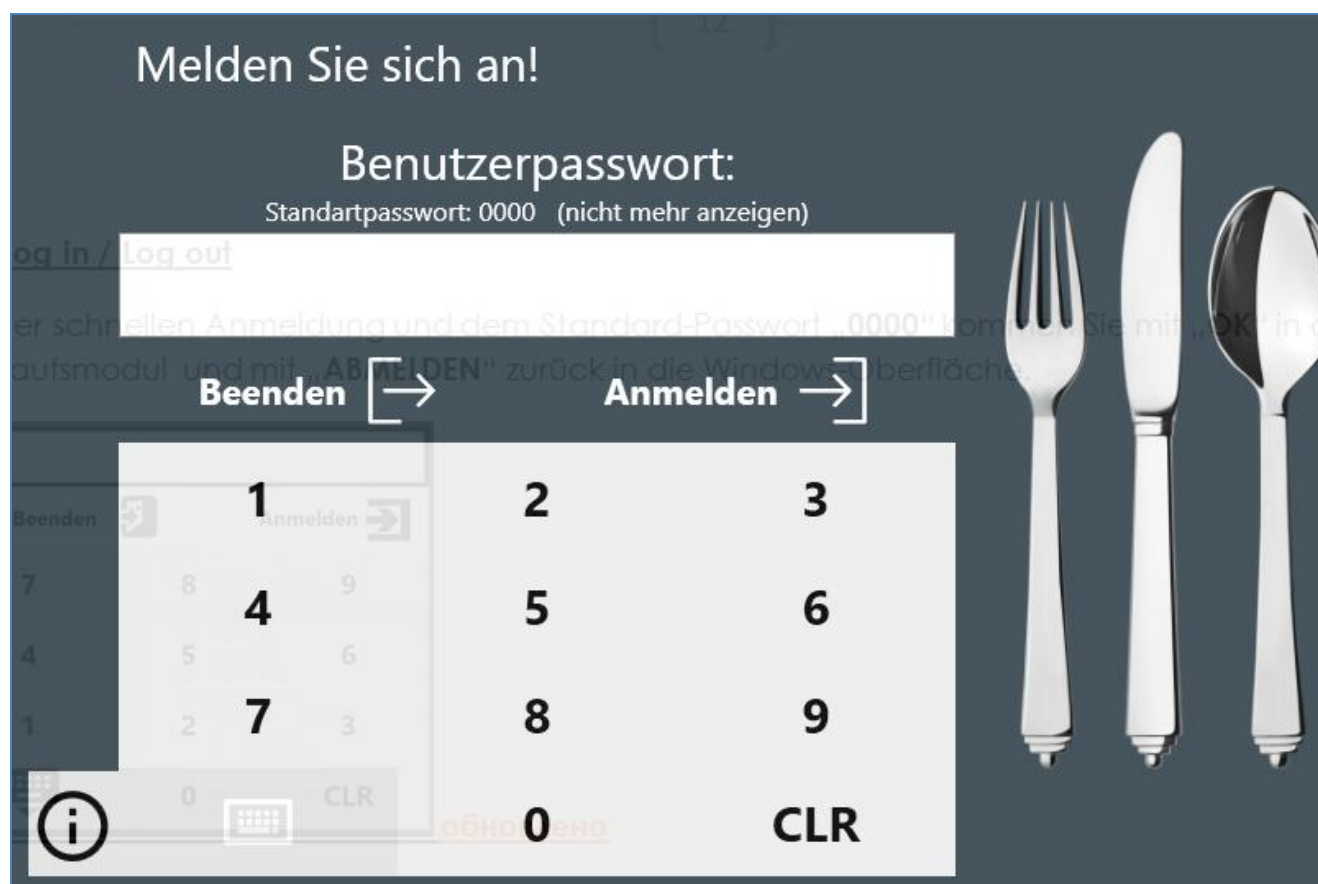 [ 12 ]
Melden Sie sich an!
Benutzerpasswort:
Standartpasswort: 0000 (nicht mehr anzeigen)
og in / Log out
er schnellen Anmeldung und dem Standard-Passwort „0000“ kommen Sie mit „OK“ in
aufsmodul und mit „ABMELDEN“ zurück in die Windows-Oberfläche.
Beenden Anmelden
1 2 3
Beenden Anmelden
7 8 9
4 5 6
4 5 6
7 8 9
1 2 3
0 CLR
0 CLR
обновлено